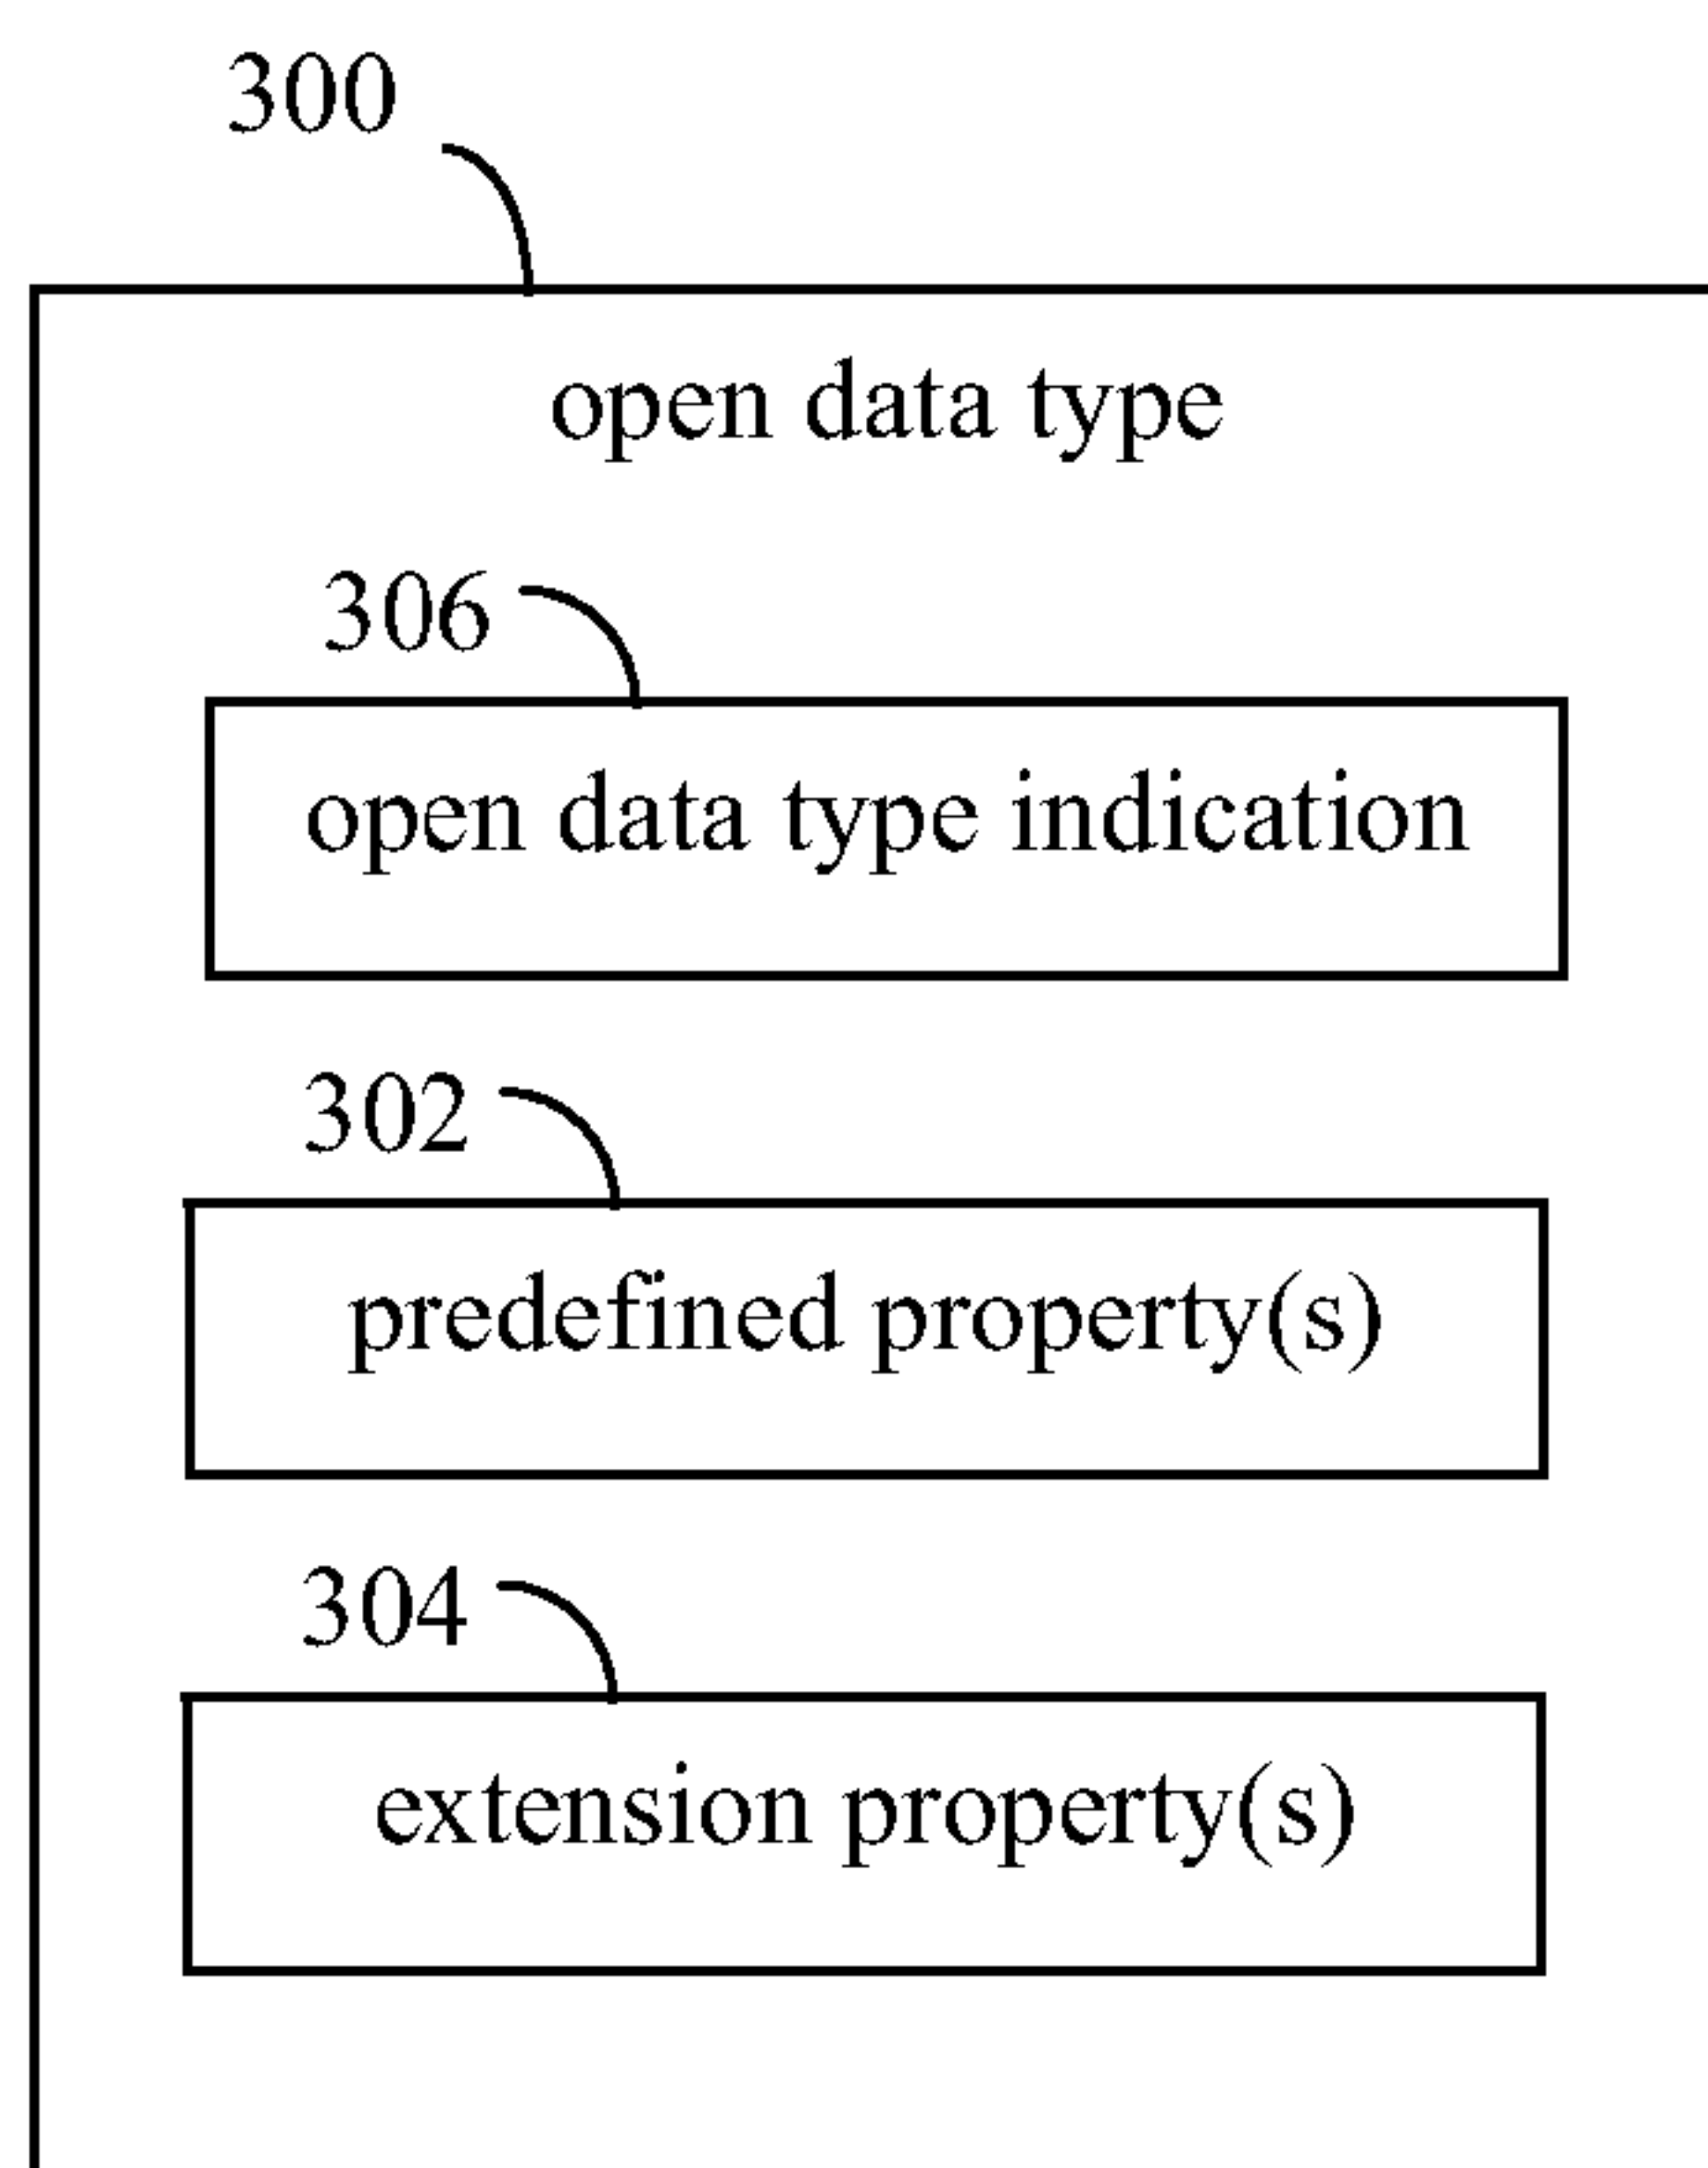 300
open data type
306
open data type indication
302
predefined property(s)
304
extension property(s)